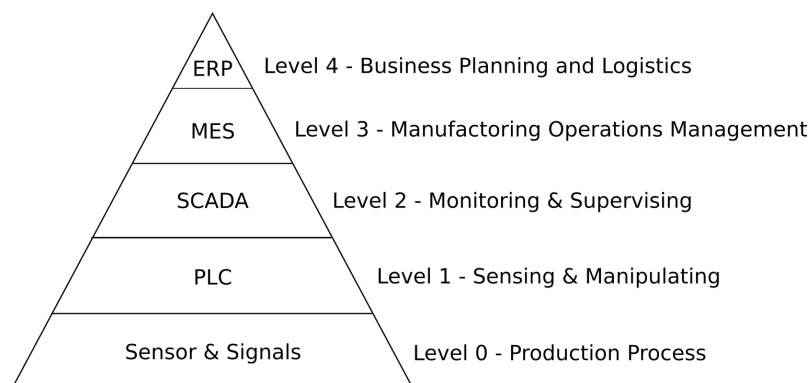 ERP Level 4 - Business Planning and Logistics
MES Level 3 - Manufactoring Operations Management
SCADA Level 2 - Monitoring & Supervising
PLC Level 1 - Sensing & Manipulating
Sensor & Signals Level 0 - Production Process